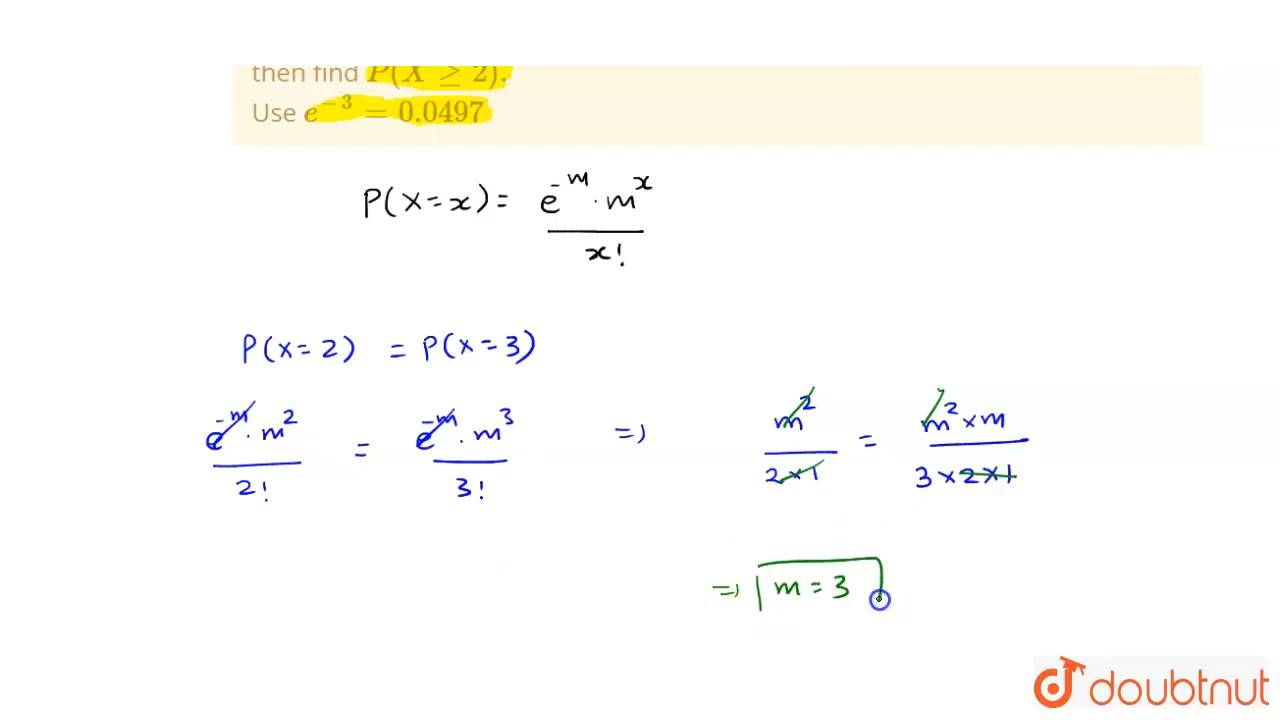 then find P(X ≥ 2).
Use e^{-3} = 0.0497
P(X=x) = e^{-m} . m^x / x!
P(x=2) = P(x=3)
e^{-m} . m^2 / 2! = e^{-m} . m^3 / 3! => m^2 / 2×1 = m^2 × m / 3×2×1
=> m = 3
doubtnut